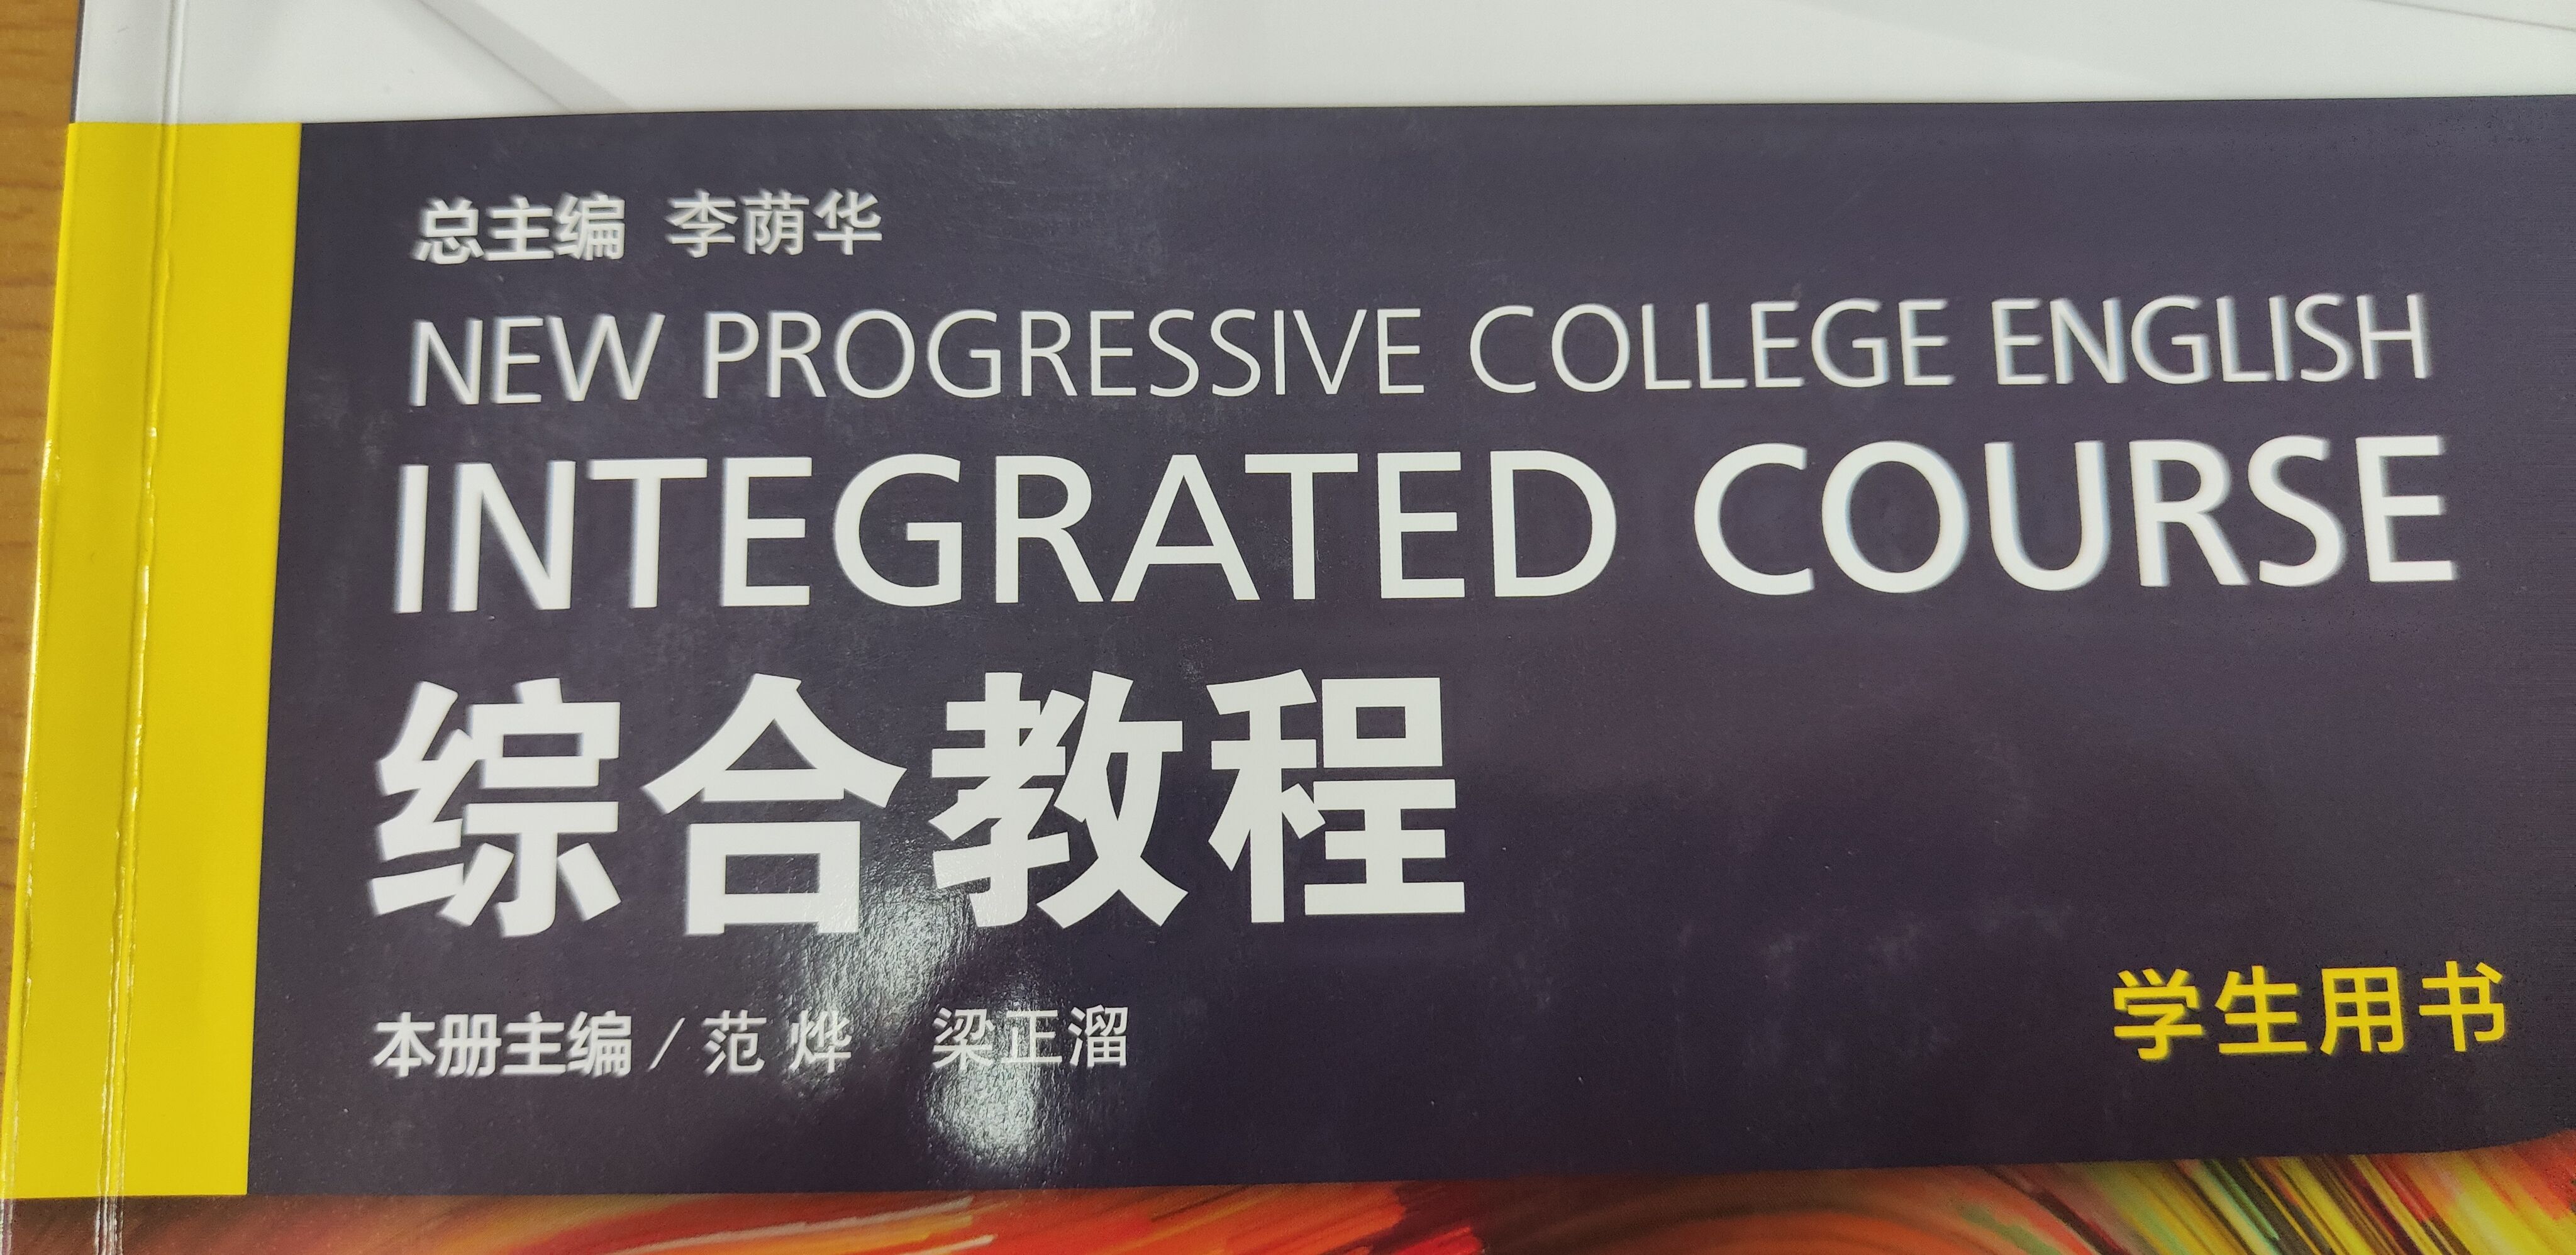 总主编 李荫华
NEW PROGRESSIVE COLLEGE ENGLISH
INTEGRATED COURSE
综合教程
本册主编 / 范 烨 梁正溜
学生用书